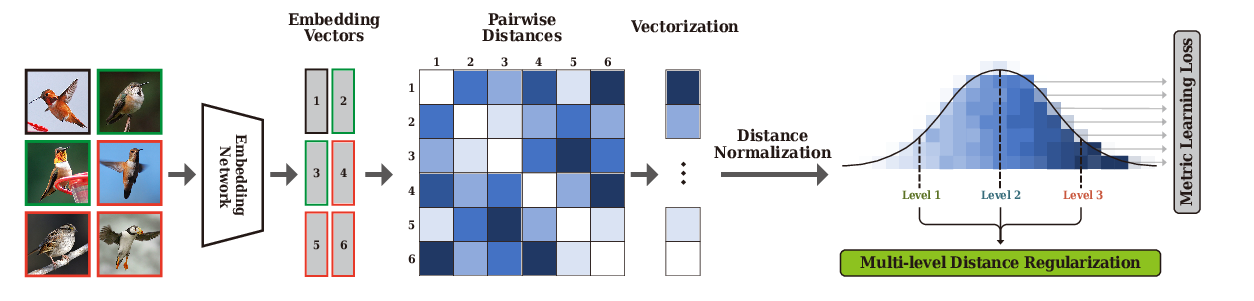 Embedding
Vectors
Pairwise
Distances
Vectorization
1 2 3 4 5 6
1
2
3
4
5
6
Embedding
Network
1 2
3 4
5 6
Distance
Normalization
Level 1 Level 2 Level 3
Multi-level Distance Regularization
Metric Learning Loss